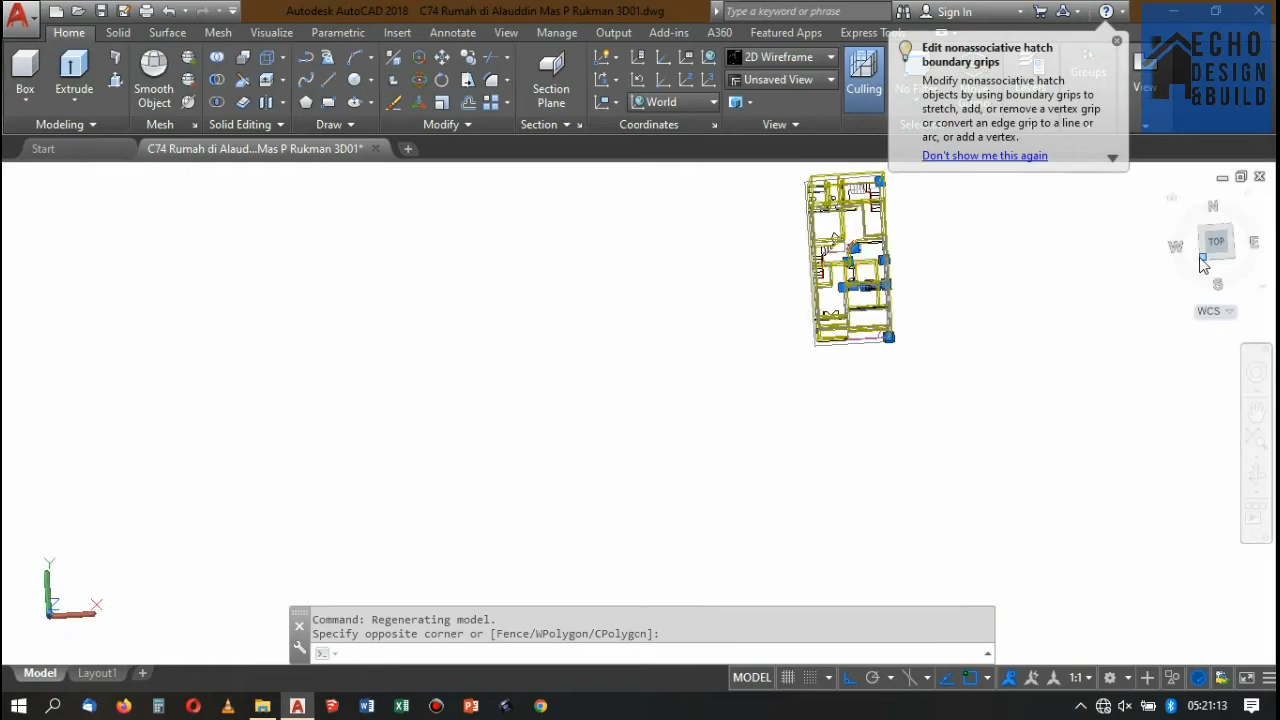 Autodesk AutoCAD 2018 C74 Rumah di Alauddin Mas P Rukman 3D01.dwg
Type a keyword or phrase
Sign In
Home Solid Surface Mesh Visualize Parametric Insert Annotate View Manage Output Add-ins A360 Featured Apps Express Tools
Box
Extrude
Smooth
Object
Section
Plane
2D Wireframe
Unsaved View
World
Culling
No Filter
Groups
View
Modeling Mesh Solid Editing Draw Modify Section Coordinates View
Edit nonassociative hatch
boundary grips
Modify nonassociative hatch
objects by using boundary grips to
stretch, add, or remove a vertex grip
or convert an edge grip to a line or
arc, or add a vertex.
Don't show me this again
ECHO
DESIGN
&BUILD
Start
C74 Rumah di Alaud...Mas P Rukman 3D01*
N
W
TOP
E
S
WCS
Y
X
Z
Command: Regenerating model.
Specify opposite corner or [Fence/WPolygon/CPolygon]:
Model Layout1
MODEL
1:1
05:21:13